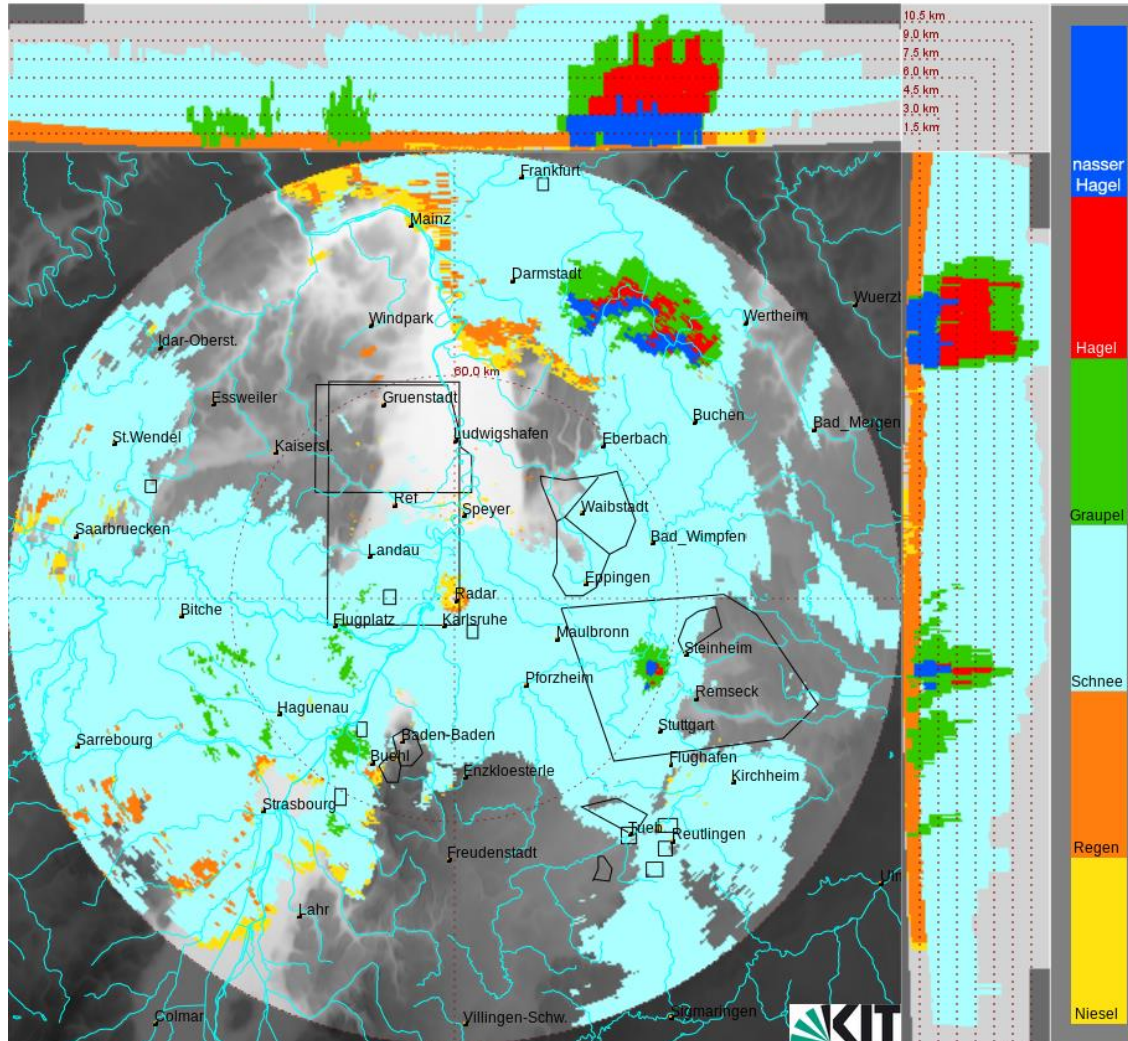 10.5 km
9.0 km
7.5 km
6.0 km
4.5 km
3.0 km
1.5 km
nasser
Hagel
Hagel
Graupel
Schnee
Regen
Niesel
Frankfurt
Mainz
Darmstadt
Wuerzb
Windpark
Wertheim
Idar-Oberst.
60.0 km
Essweiler
Gruenstadt
Buchen
Bad_Mergen
St.Wendel
Kaiserst.
Ludwigshafen
Eberbach
Ref
Speyer
Waibstadt
Saarbruecken
Landau
Bad_Wimpfen
Eppingen
Radar
Bitche
Flugplatz
Karlsruhe
Maulbronn
Steinheim
Pforzheim
Remseck
Haguenau
Stuttgart
Sarrebourg
Baden-Baden
Buehl
Enzkloesterle
Flughafen
Kirchheim
Strasbourg
Tueb
Reutlingen
Freudenstadt
Ulm
Lahr
Colmar
Villingen-Schw.
Sigmaringen
KIT